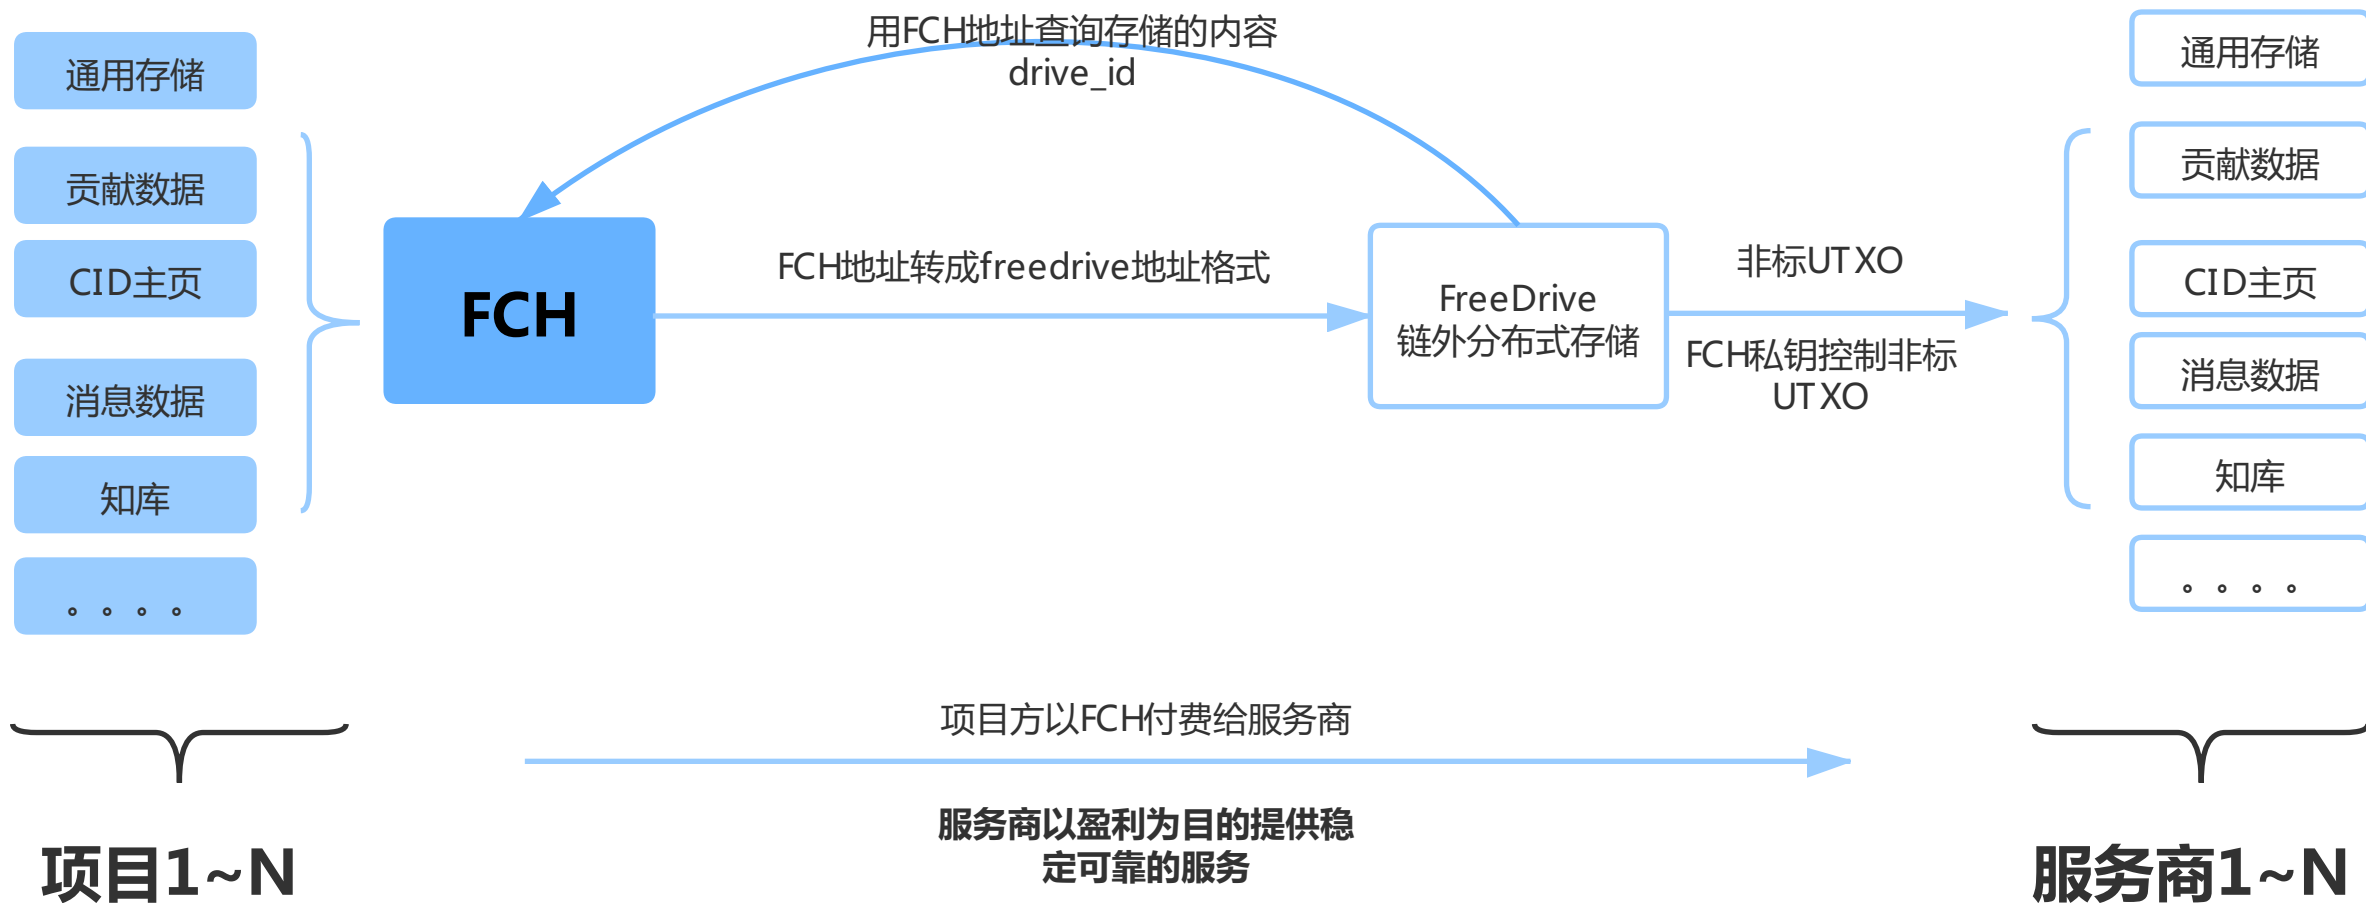 用FCH地址查询存储的内容
drive_id
通用存储
贡献数据
CID主页
消息数据
知库
。。。。
FCH
FCH地址转成freedrive地址格式
FreeDrive
链外分布式存储
非标UTXO
FCH私钥控制非标
UTXO
通用存储
贡献数据
CID主页
消息数据
知库
。。。。
项目方以FCH付费给服务商
服务商以盈利为目的提供稳
定可靠的服务
项目1~N
服务商1~N